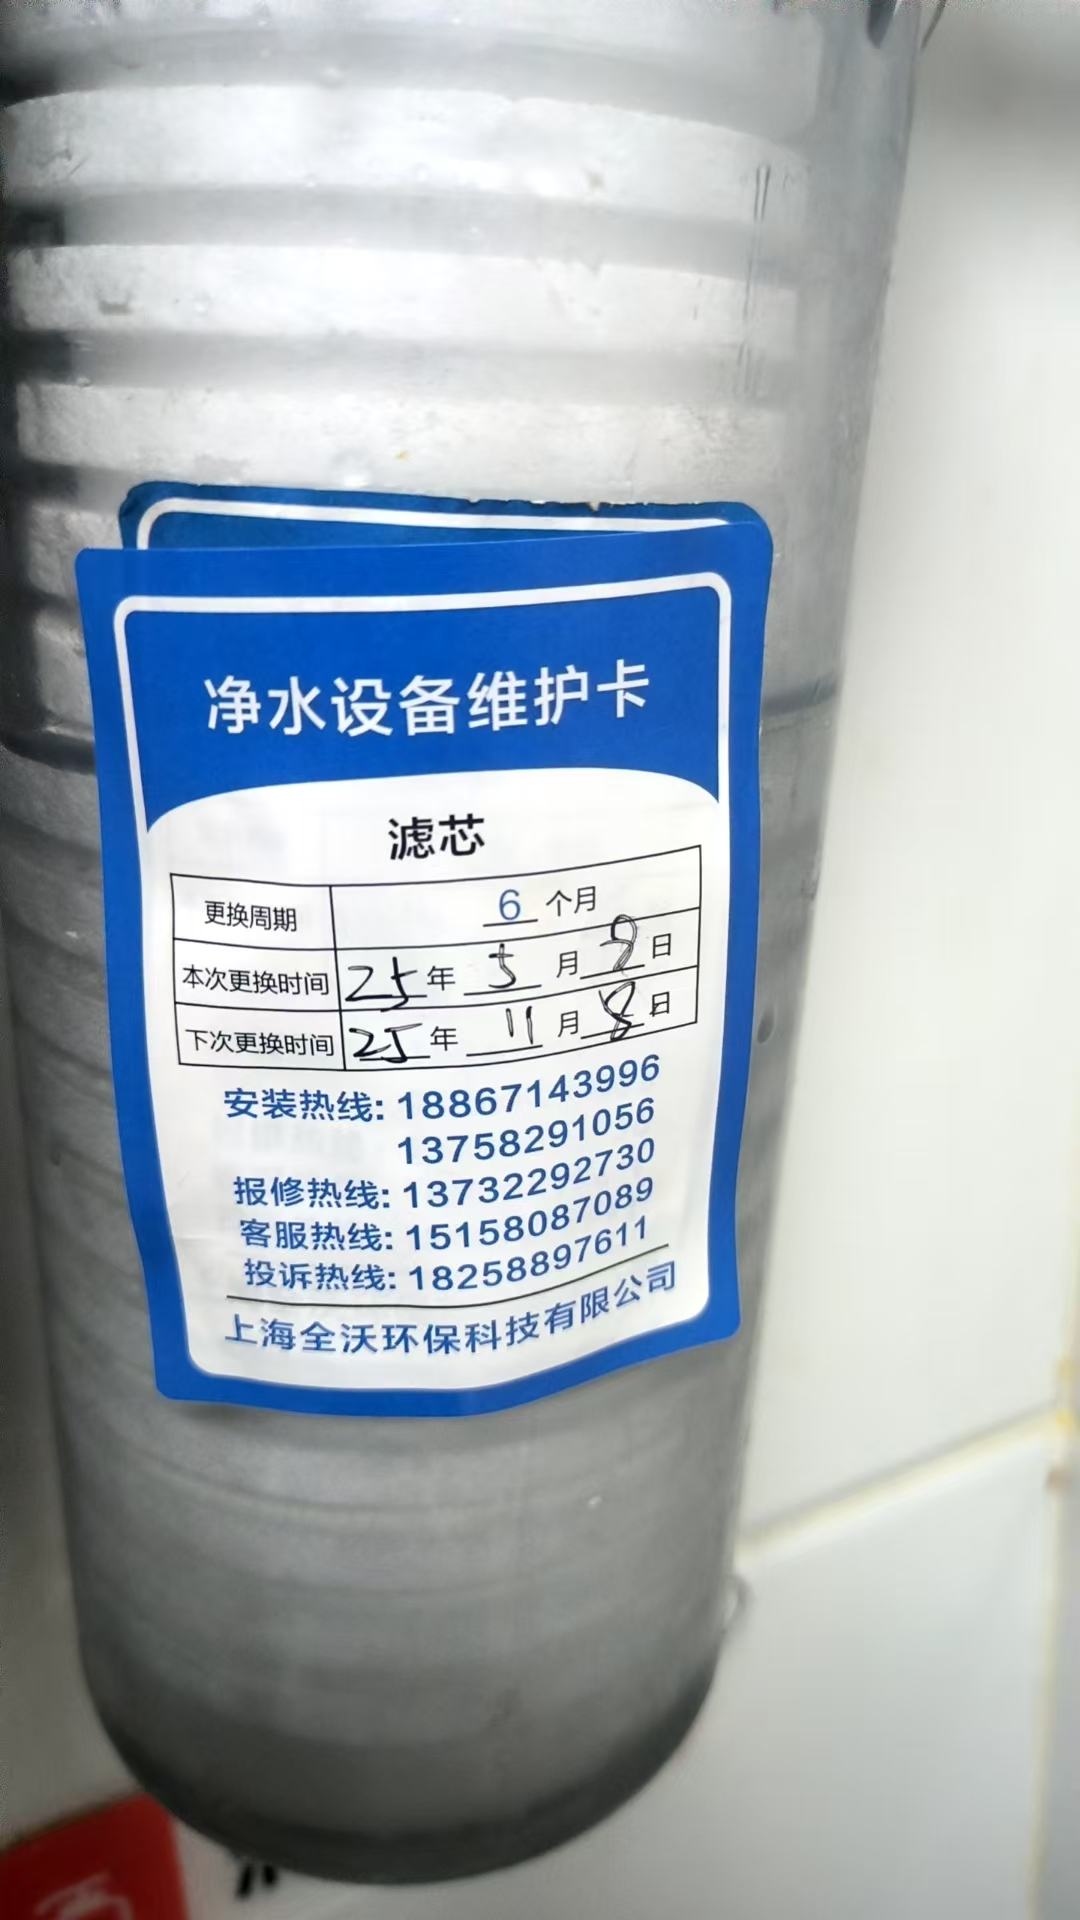 净水设备维护卡
滤芯
更换周期 6 个月
本次更换时间 25 年 5 月 8 日
下次更换时间 25 年 11 月 8 日
安装热线: 18867143996
13758291056
报修热线: 13732292730
客服热线: 15158087089
投诉热线: 18258897611
上海全沃环保科技有限公司